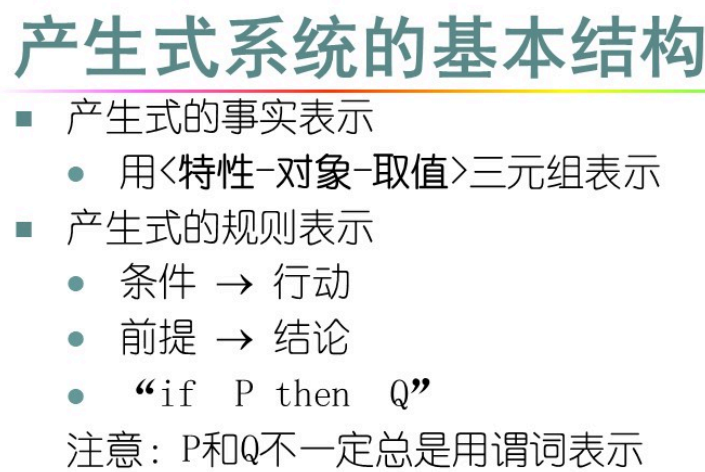 产生式系统的基本结构
产生式的事实表示
用<特性-对象-取值>三元组表示
产生式的规则表示
条件 → 行动
前提 → 结论
“if P then Q”
注意: P和Q不一定总是用谓词表示